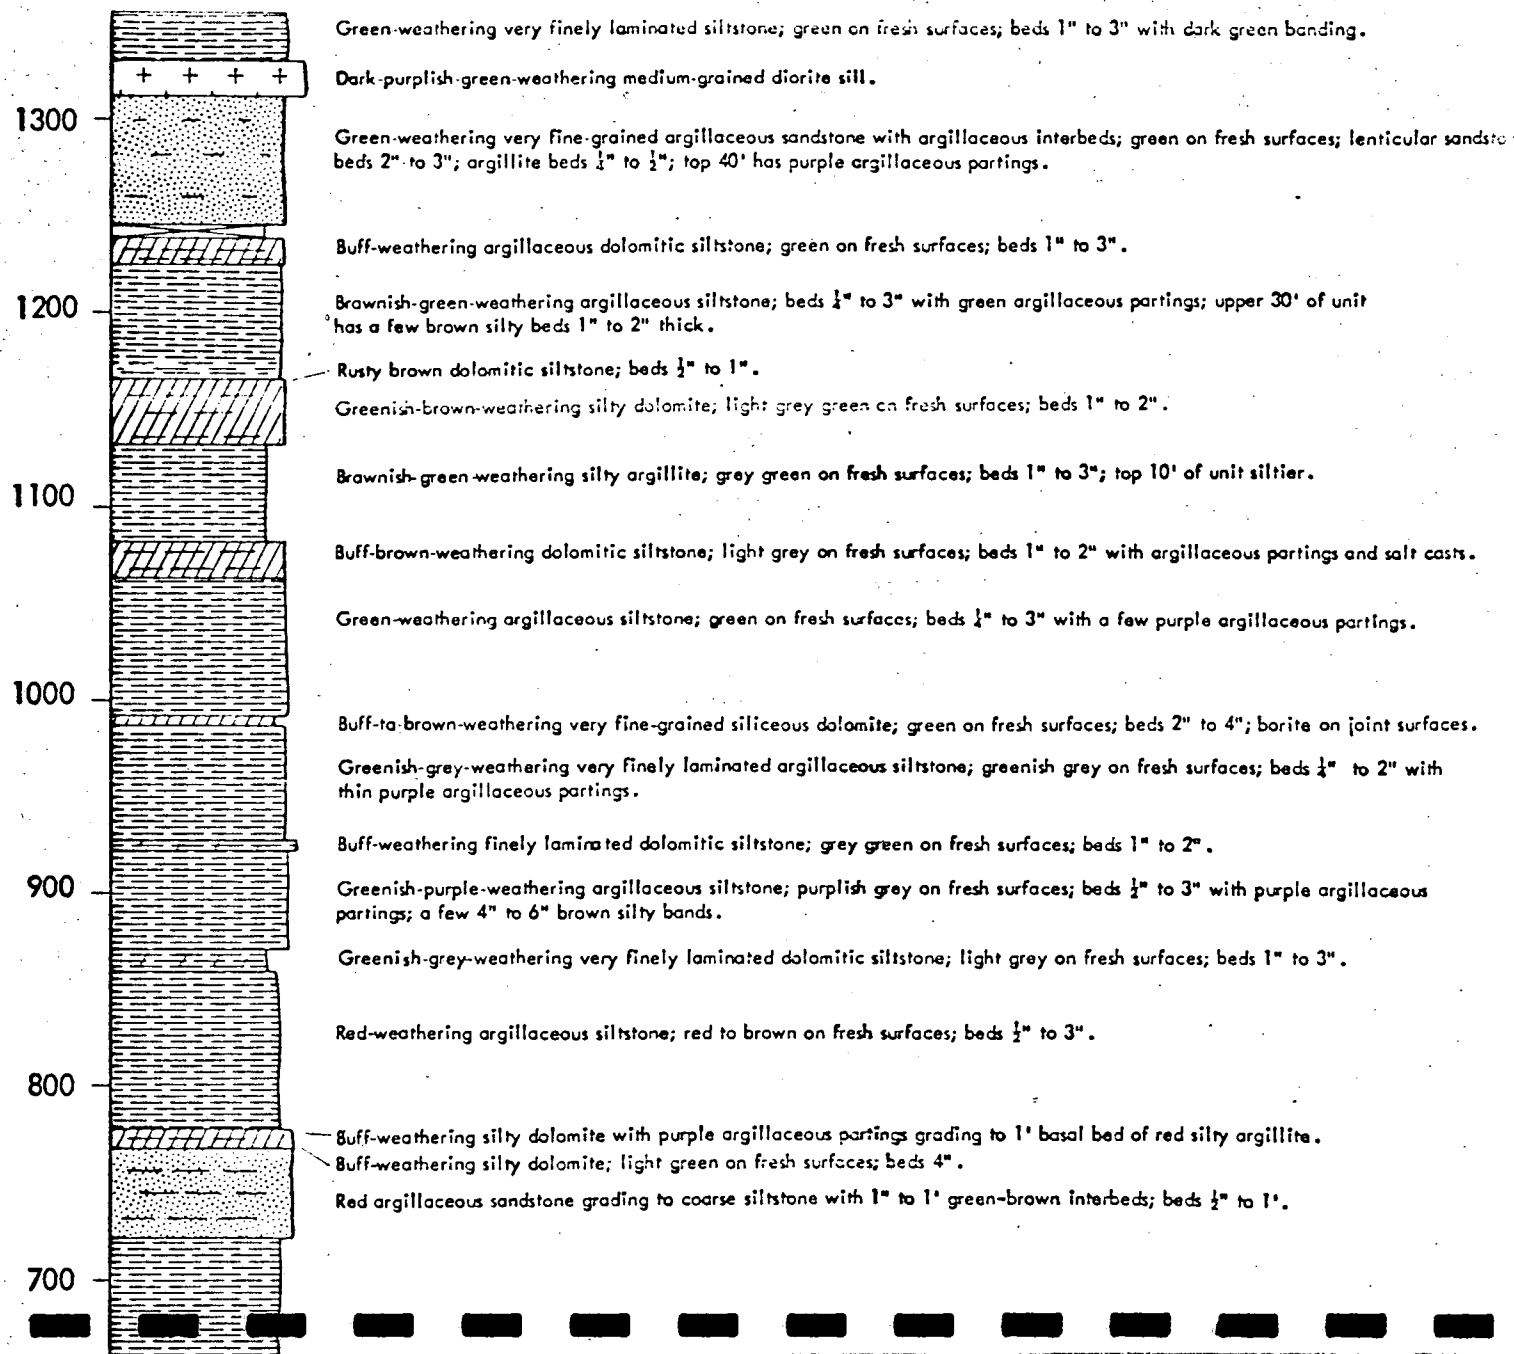 Green-weathering very finely laminated siltstone; green on fresh surfaces; beds 1" to 3" with dark green banding.
Dark-purplish-green-weathering medium-grained diorite sill.
1300
Green-weathering very fine-grained argillaceous sandstone with argillaceous interbeds; green on fresh surfaces; lenticular
beds 2" to 3"; argillite beds ¼" to ½"; top 40' has purple argillaceous partings.
Buff-weathering argillaceous dolomitic siltstone; green on fresh surfaces; beds 1" to 3".
1200
Brawnish-green-weathering argillaceous siltstone; beds ¼" to 3" with green argillaceous partings; upper 30' of unit
has a few brown silty beds 1" to 2" thick.
Rusty brown dolomitic siltstone; beds ½" to 1".
Greenish-brown-weathering silty dolomite; light grey green on fresh surfaces; beds 1" to 2".
Brawnish-green-weathering silty argillite; grey green on fresh surfaces; beds 1" to 3"; top 10' of unit siltier.
1100
Buff-brown-weathering dolomitic siltstone; light grey on fresh surfaces; beds 1" to 2" with argillaceous partings and salt casts.
Green-weathering argillaceous siltstone; green on fresh surfaces; beds ¼" to 3" with a few purple argillaceous partings.
1000
Buff-ta-brown-weathering very fine-grained siliceous dolomite; green on fresh surfaces; beds 2" to 4"; borite on joint surfaces.
Greenish-grey-weathering very finely laminated argillaceous siltstone; greenish grey on fresh surfaces; beds ¼" to 2" with
thin purple argillaceous partings.
Buff-weathering finely laminated dolomitic siltstone; grey green on fresh surfaces; beds 1" to 2".
900
Greenish-purple-weathering argillaceous siltstone; purplish grey on fresh surfaces; beds ½" to 3" with purple argillaceous
partings; a few 4" to 6" brown silty bands.
Greenish-grey-weathering very finely laminated dolomitic siltstone; light grey on fresh surfaces; beds 1" to 3".
Red-weathering argillaceous siltstone; red to brown on fresh surfaces; beds ½" to 3".
800
Buff-weathering silty dolomite with purple argillaceous partings grading to 1' basal bed of red silty argillite.
Buff-weathering silty dolomite; light green on fresh surfaces; beds 4".
Red argillaceous sandstone grading to coarse siltstone with 1" to 1' green-brown interbeds; beds ½" to 1'.
700